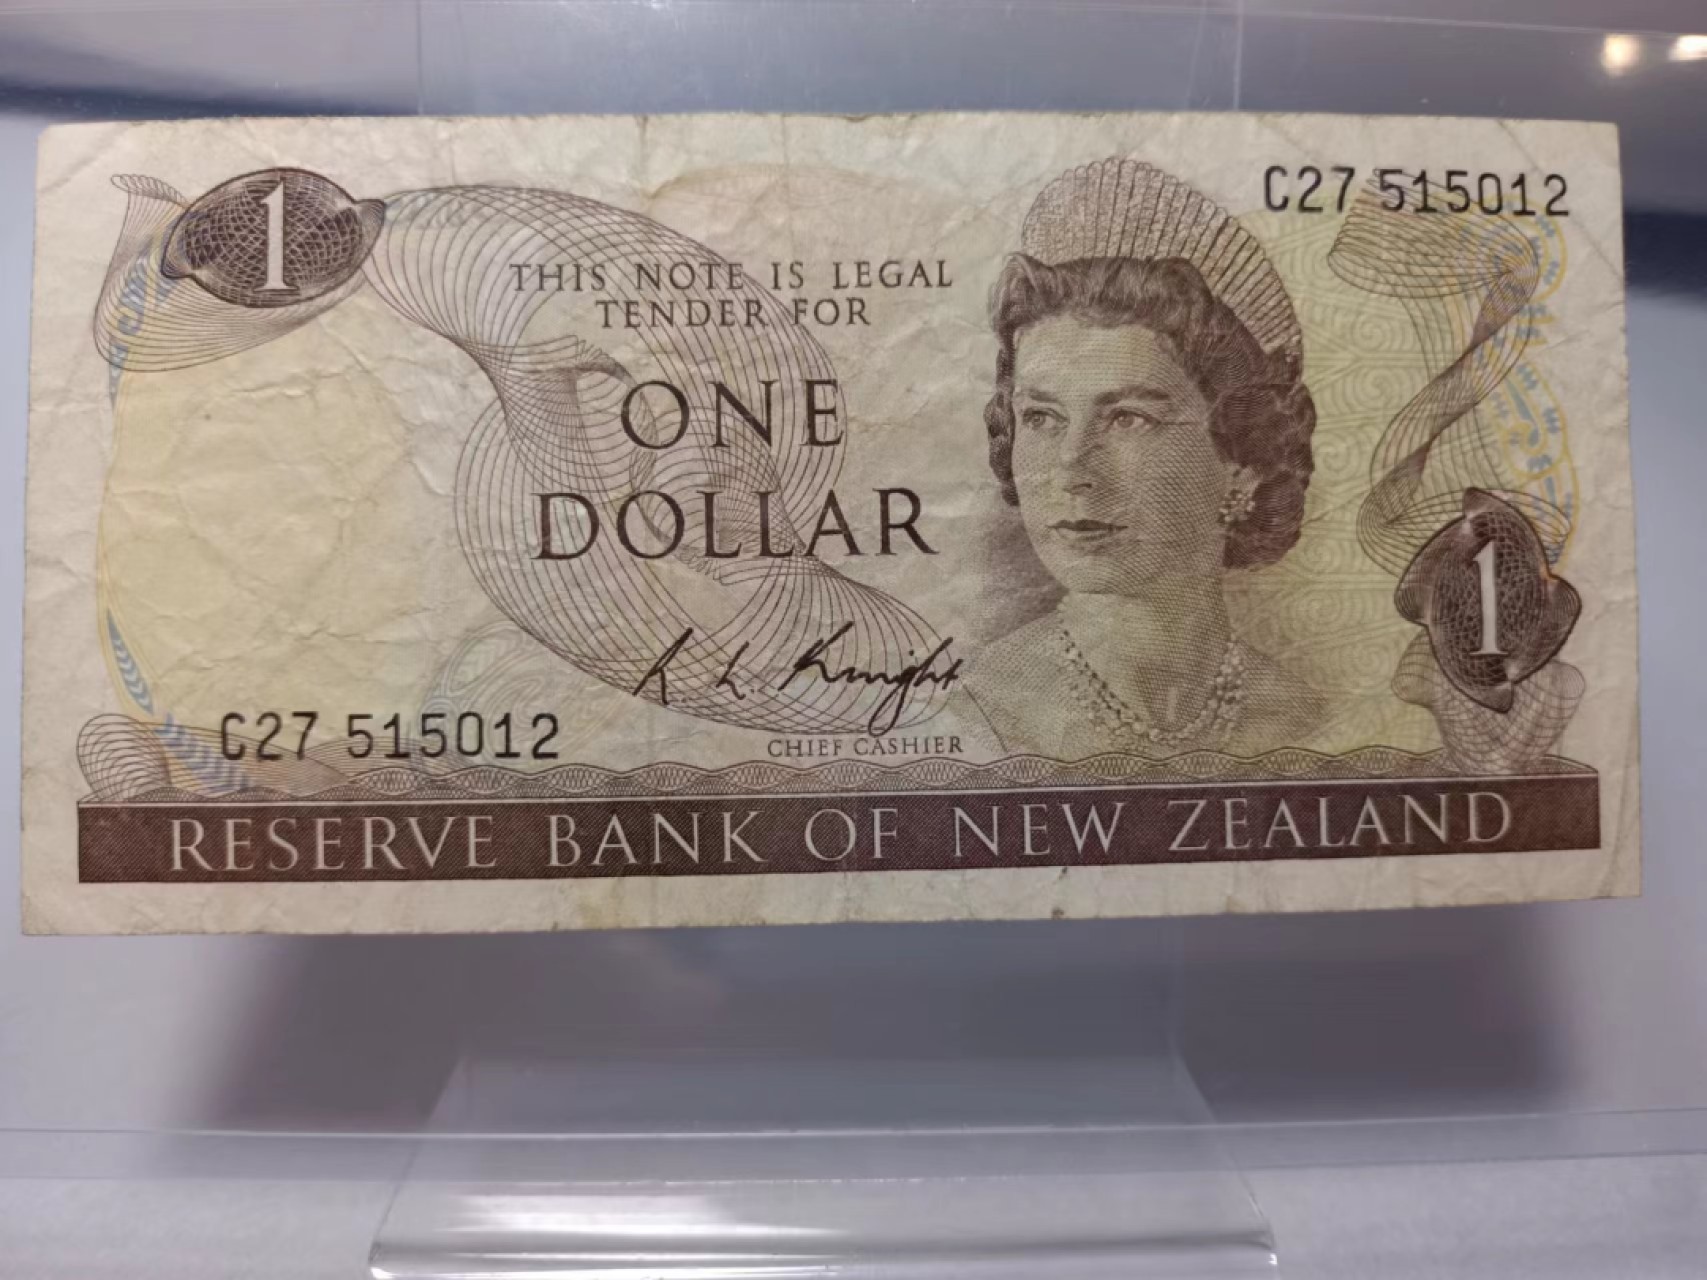 1
C27 515012
THIS NOTE IS LEGAL
TENDER FOR
ONE
DOLLAR
R. L. Knight
1
C27 515012
CHIEF CASHIER
RESERVE BANK OF NEW ZEALAND